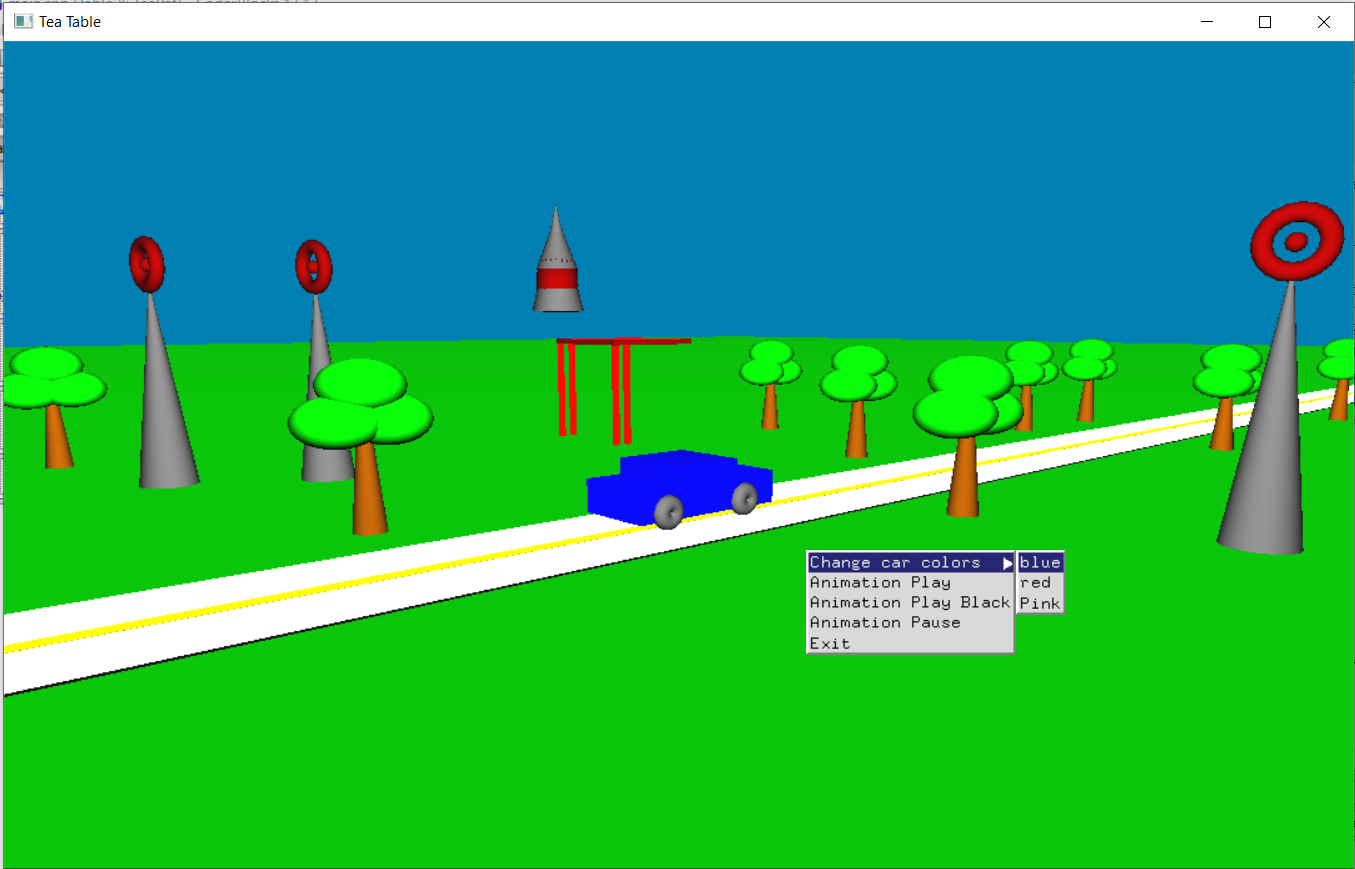 Tea Table
Change car colors
blue
Animation Play
red
Animation Play Black
Pink
Animation Pause
Exit